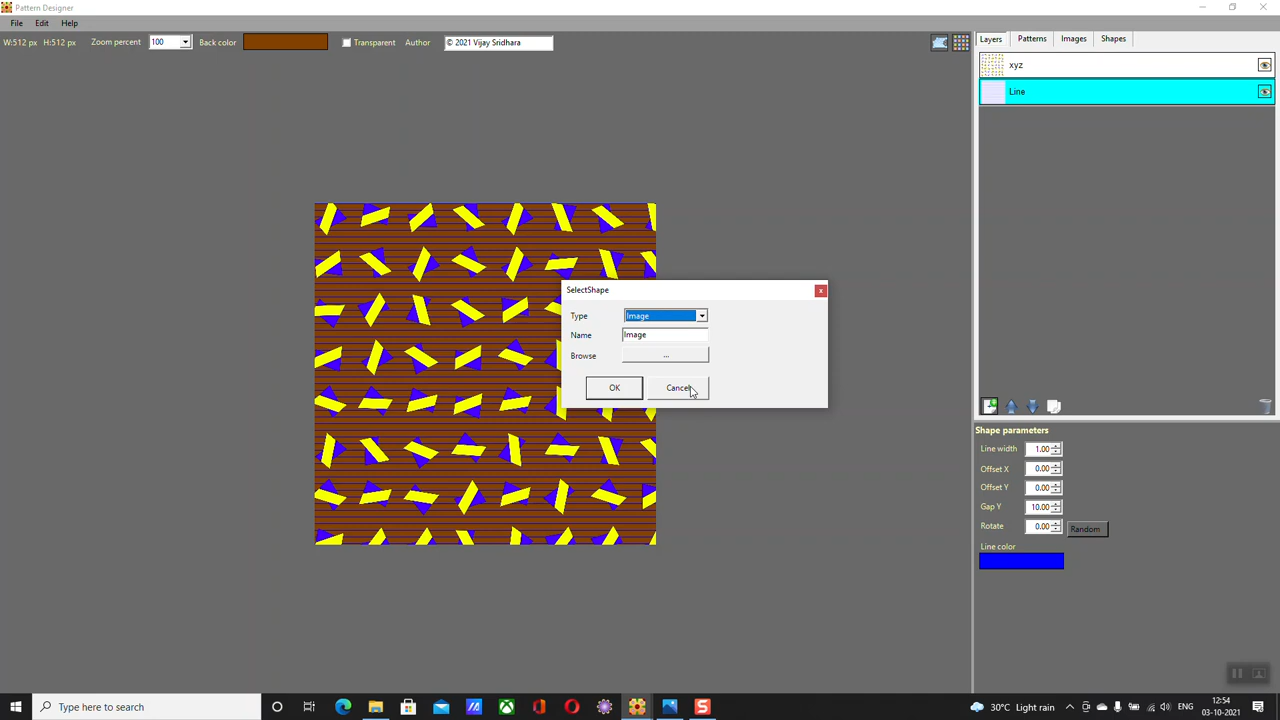 Pattern Designer
File Edit Help
W:512 px H:512 px Zoom percent 100 Back color Transparent Author © 2021 Vijay Sridhara
Layers Patterns Images Shapes
xyz
Line
SelectShape x
Type Image
Name Image
Browse ...
OK Cancel
Shape parameters
Line width 1.00
Offset X 0.00
Offset Y 0.00
Gap Y 10.00
Rotate 0.00 Random
Line color
Type here to search
30°C Light rain ENG 12:54
03-10-2021